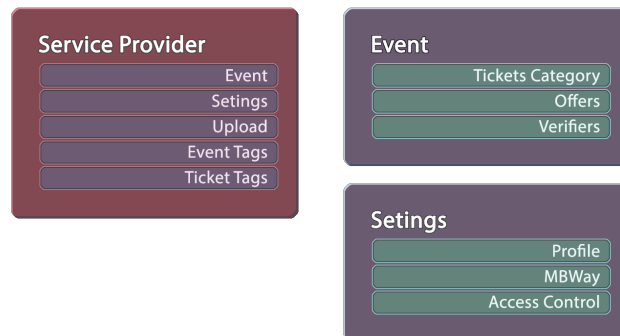 Service Provider
Event
Setings
Upload
Event Tags
Ticket Tags
Event
Tickets Category
Offers
Verifiers
Setings
Profile
MBWay
Access Control